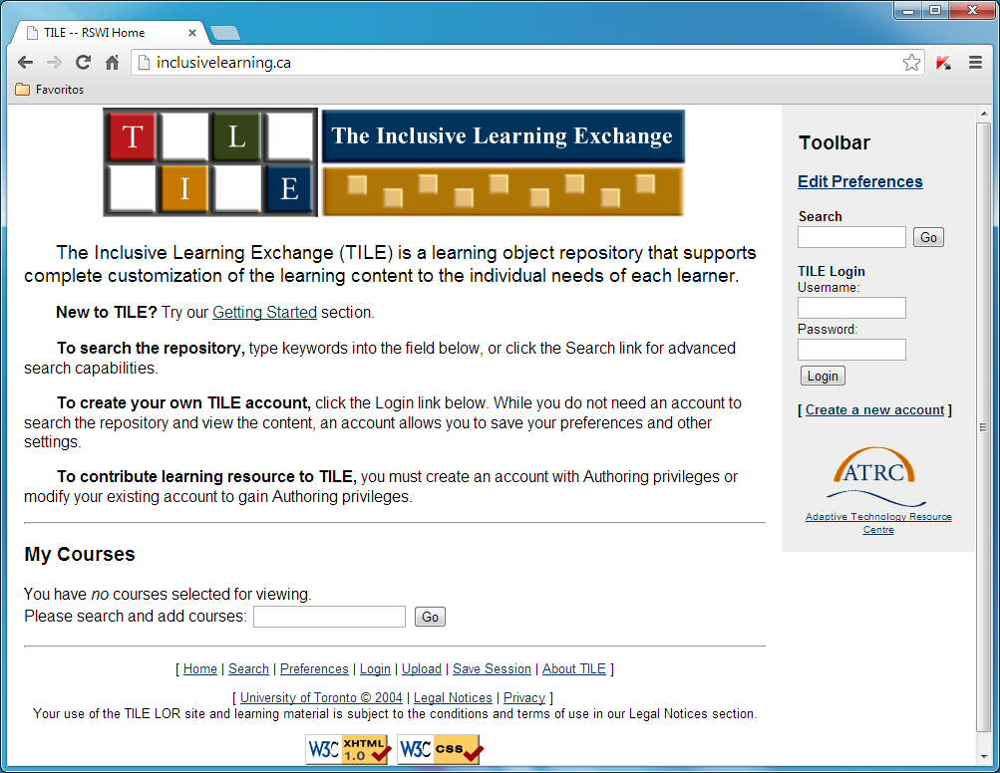 TILE -- RSWI Home
inclusivelearning.ca
Favoritos
T L
I E
The Inclusive Learning Exchange
The Inclusive Learning Exchange (TILE) is a learning object repository that supports
complete customization of the learning content to the individual needs of each learner.
New to TILE? Try our Getting Started section.
To search the repository, type keywords into the field below, or click the Search link for advanced
search capabilities.
To create your own TILE account, click the Login link below. While you do not need an account to
search the repository and view the content, an account allows you to save your preferences and other
settings.
To contribute learning resource to TILE, you must create an account with Authoring privileges or
modify your existing account to gain Authoring privileges.
My Courses
You have no courses selected for viewing.
Please search and add courses: Go
[ Home | Search | Preferences | Login | Upload | Save Session | About TILE ]
[ University of Toronto © 2004 | Legal Notices | Privacy ]
Your use of the TILE LOR site and learning material is subject to the conditions and terms of use in our Legal Notices section.
W3C XHTML 1.0
W3C css
Toolbar
Edit Preferences
Search
Go
TILE Login
Username:
Password:
Login
[ Create a new account ]
ATRC
Adaptive Technology Resource
Centre